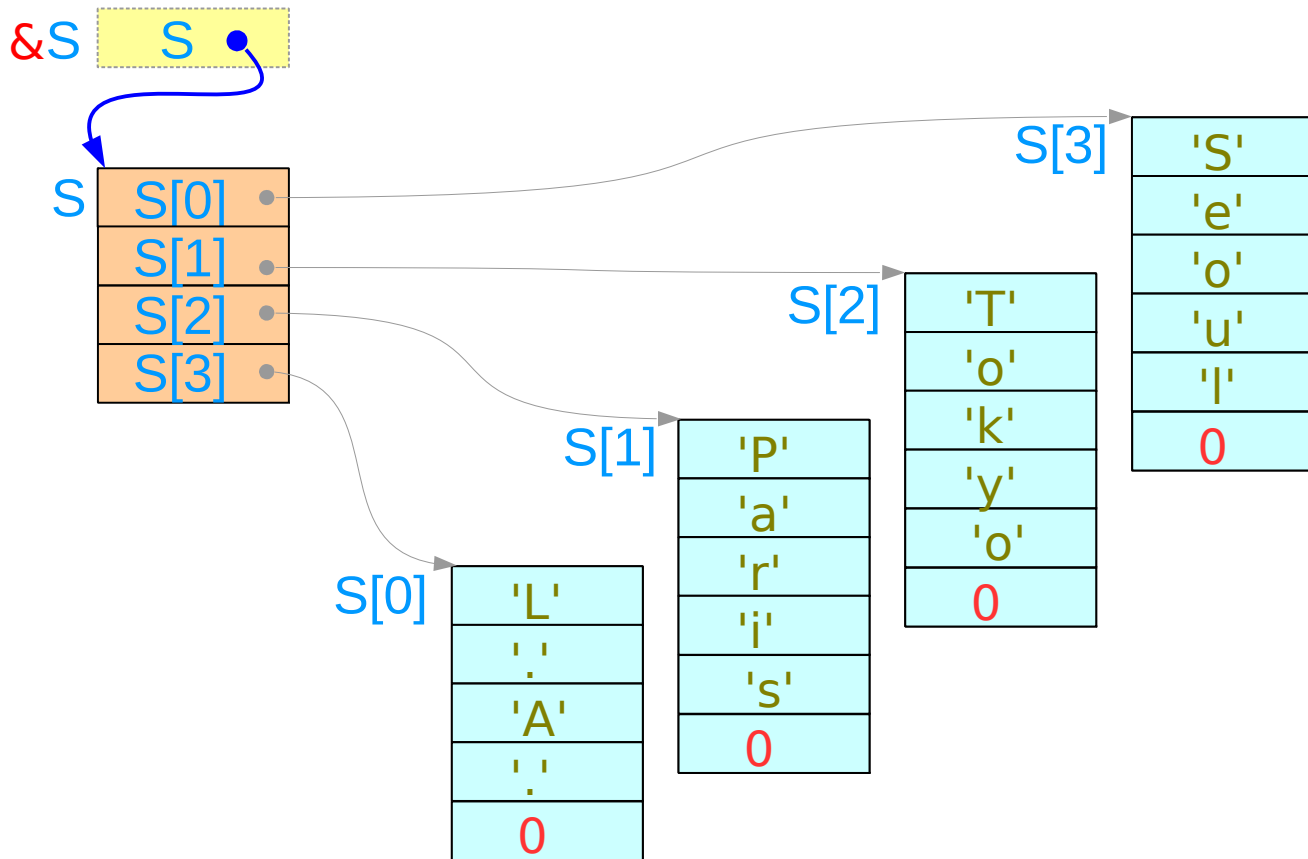 &S
S
S
S[0]
S[1]
S[2]
S[3]
S[3]
'S'
'e'
'o'
'u'
'l'
0
S[2]
'T'
'o'
'k'
'y'
'o'
0
S[1]
'P'
'a'
'r'
'i'
's'
0
S[0]
'L'
'.'
'A'
'.'
0